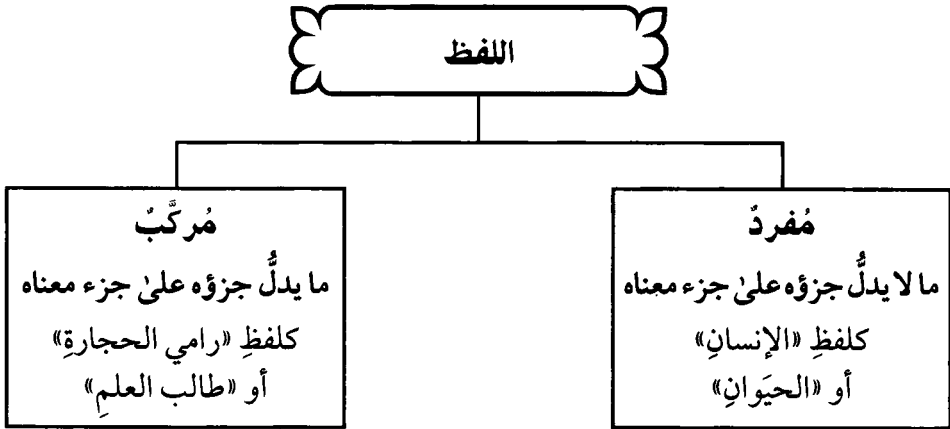 اللفظ
مُفردٌ
ما لا يدلُّ جزؤه علىٰ جزء معناه
كلفظِ «الإنسانِ»
أو «الحيَوانِ»
مُركَّبٌ
ما يدلُّ جزؤه علىٰ جزء معناه
كلفظِ «رامي الحجارةِ»
أو «طالب العلمِ»